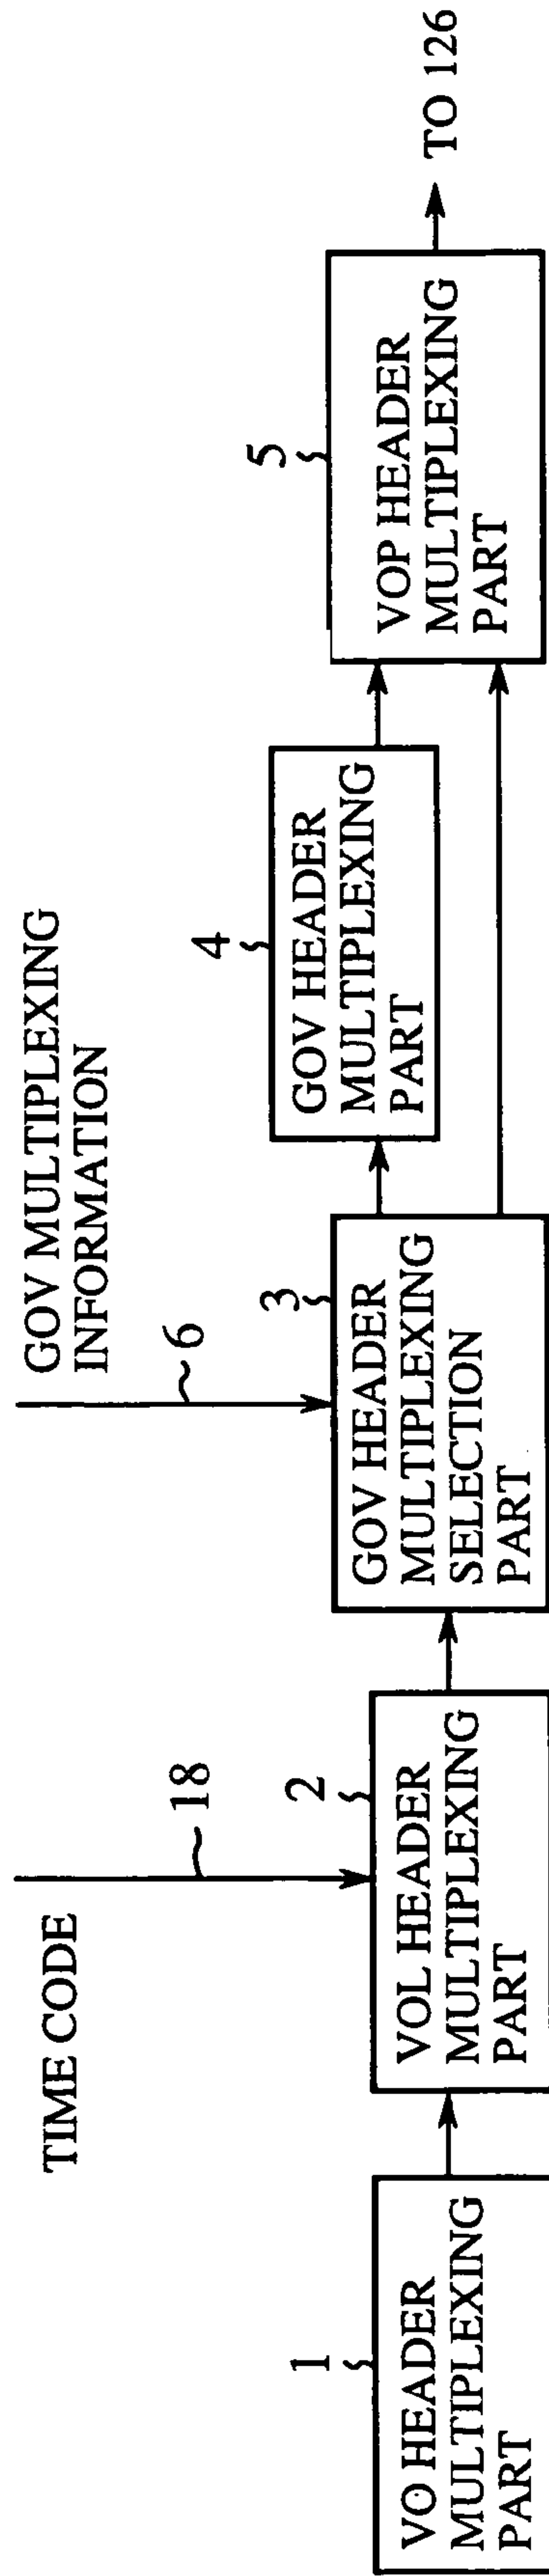 TIME CODE
18
GOV MULTIPLEXING
INFORMATION
6
1
VO HEADER
MULTIPLEXING
PART
2
VOL HEADER
MULTIPLEXING
PART
3
GOV HEADER
MULTIPLEXING
SELECTION
PART
4
GOV HEADER
MULTIPLEXING
PART
5
VOP HEADER
MULTIPLEXING
PART
TO 126